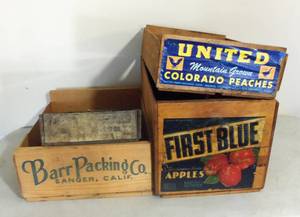 UNITED
Mountain Grown
COLORADO PEACHES
FIRST BLUE
APPLES
Barr Packing Co.
SANGER, CALIF.